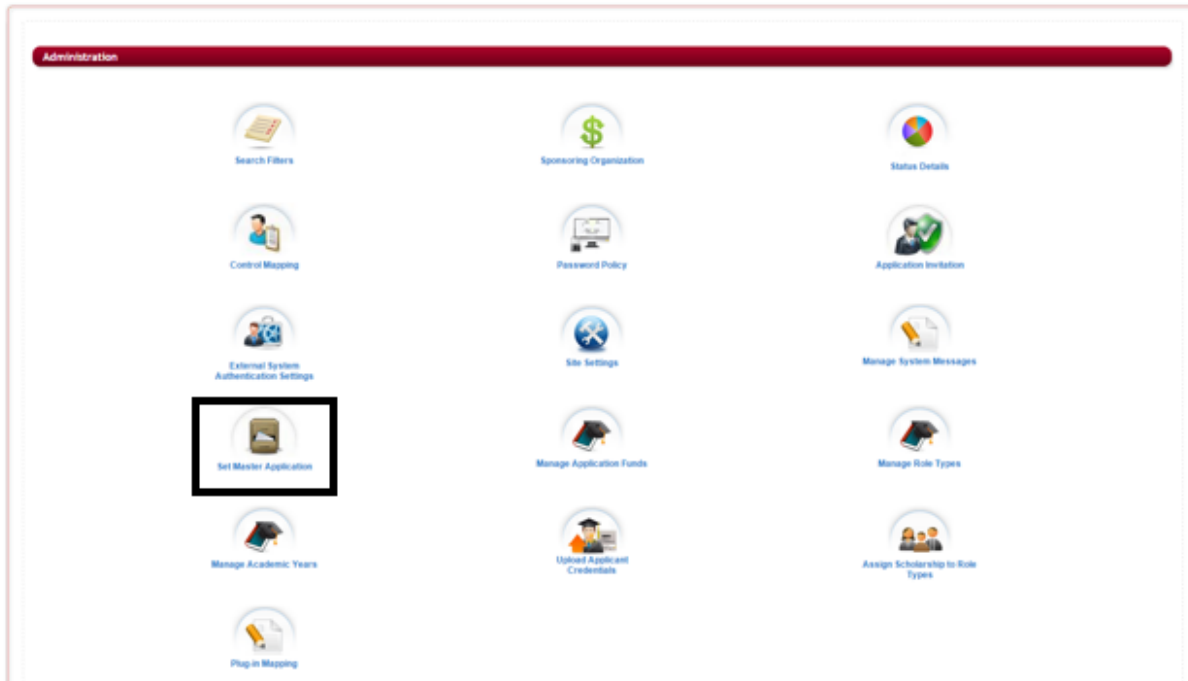 Administration
Search Filters
Sponsoring Organization
Status Details
Control Mapping
Password Policy
Application Invitation
External System
Authentication Settings
Site Settings
Manage System Messages
Set Master Application
Manage Application Funds
Manage Role Types
Manage Academic Years
Upload Applicant
Credentials
Assign Scholarship to Role
Types
Plug-in Mapping